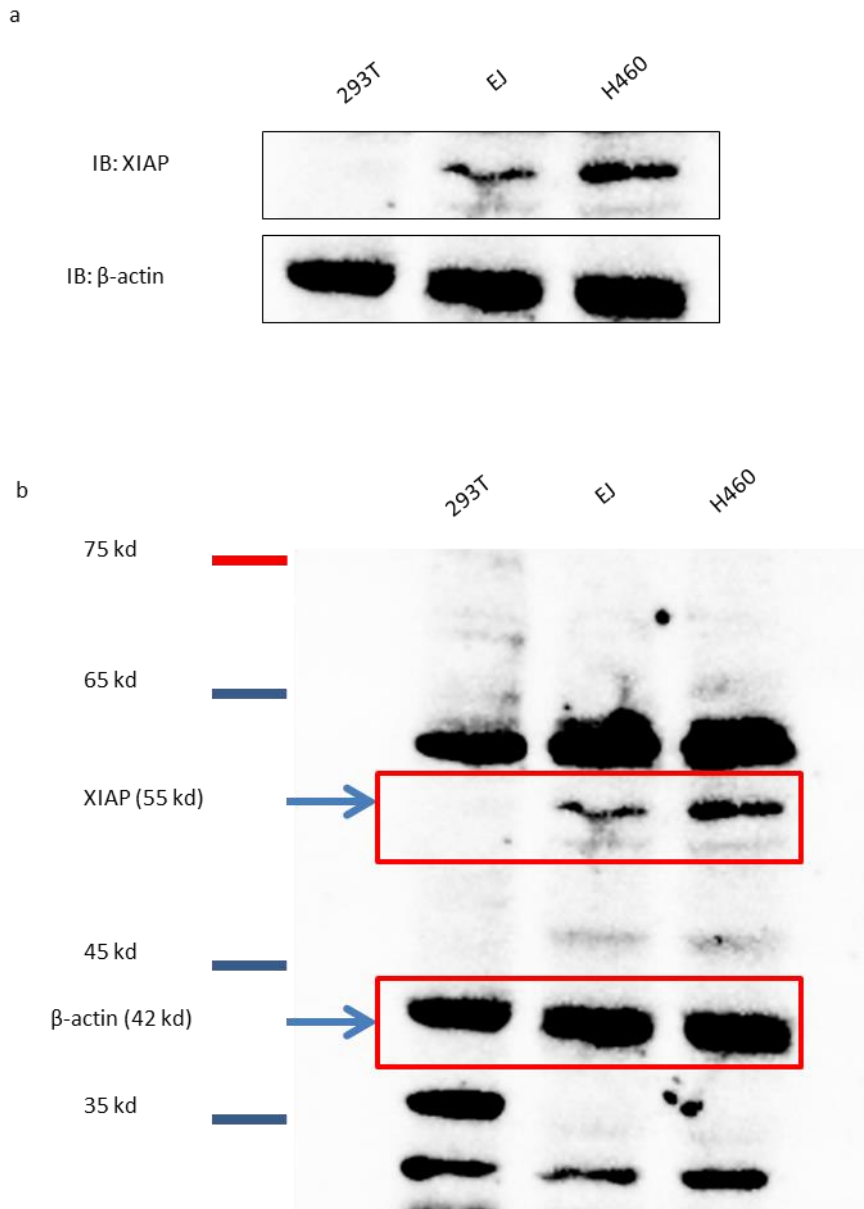 a
293T EJ H460
IB: XIAP
IB: β-actin
b
293T EJ H460
75 kd
65 kd
XIAP (55 kd)
45 kd
β-actin (42 kd)
35 kd